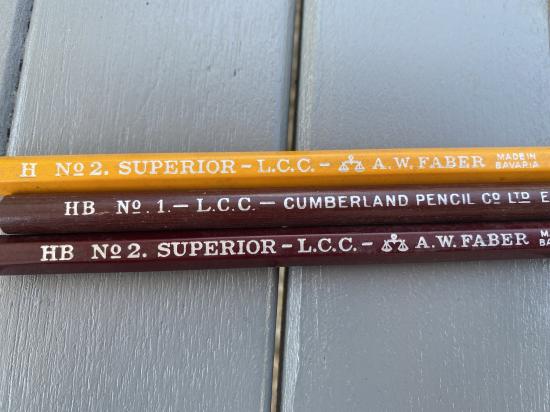 H No 2. SUPERIOR – L.C.C. – A.W. FABER MADE IN BAVARIA
HB No. 1. – L.C.C. – CUMBERLAND PENCIL Co LTD E
HB No 2. SUPERIOR – L.C.C. – A.W. FABER